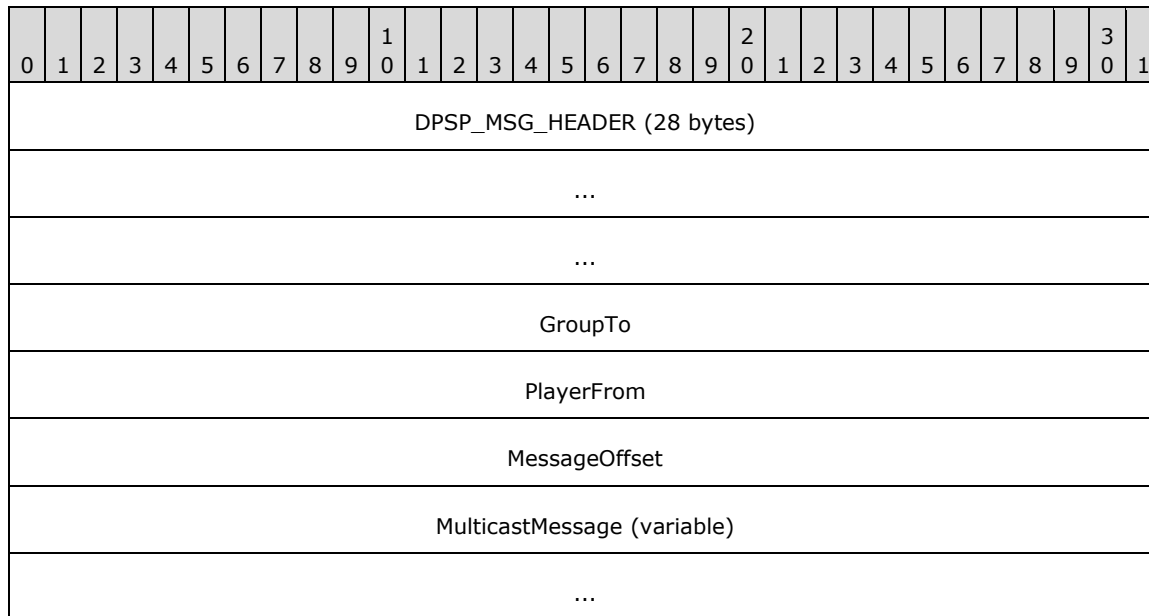 1 2 3
0 1 2 3 4 5 6 7 8 9 0 1 2 3 4 5 6 7 8 9 0 1 2 3 4 5 6 7 8 9 0 1
DPSP_MSG_HEADER (28 bytes)
...
...
GroupTo
PlayerFrom
MessageOffset
MulticastMessage (variable)
...